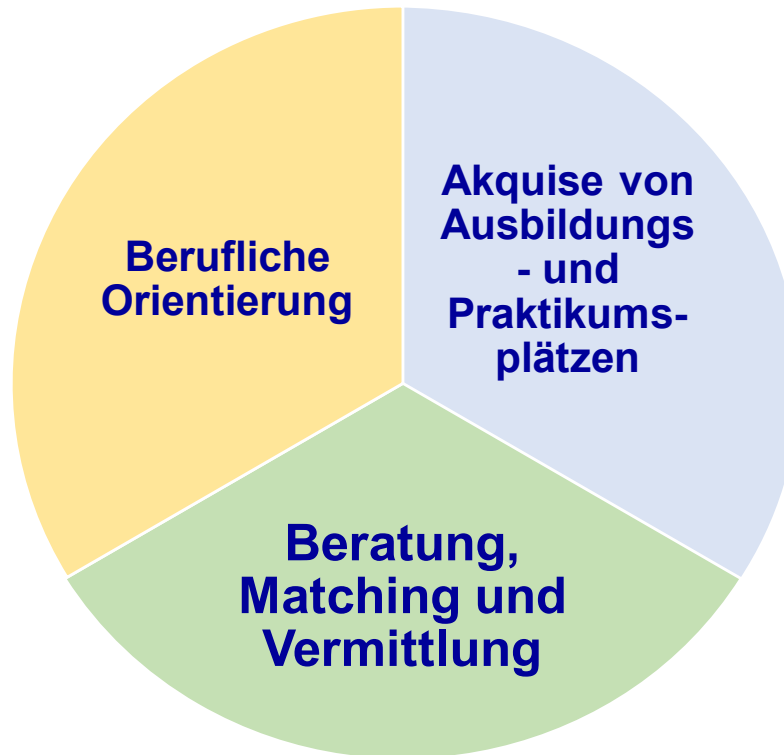 Berufliche
Orientierung
Akquise von
Ausbildungs
- und
Praktikums-
plätzen
Beratung,
Matching und
Vermittlung